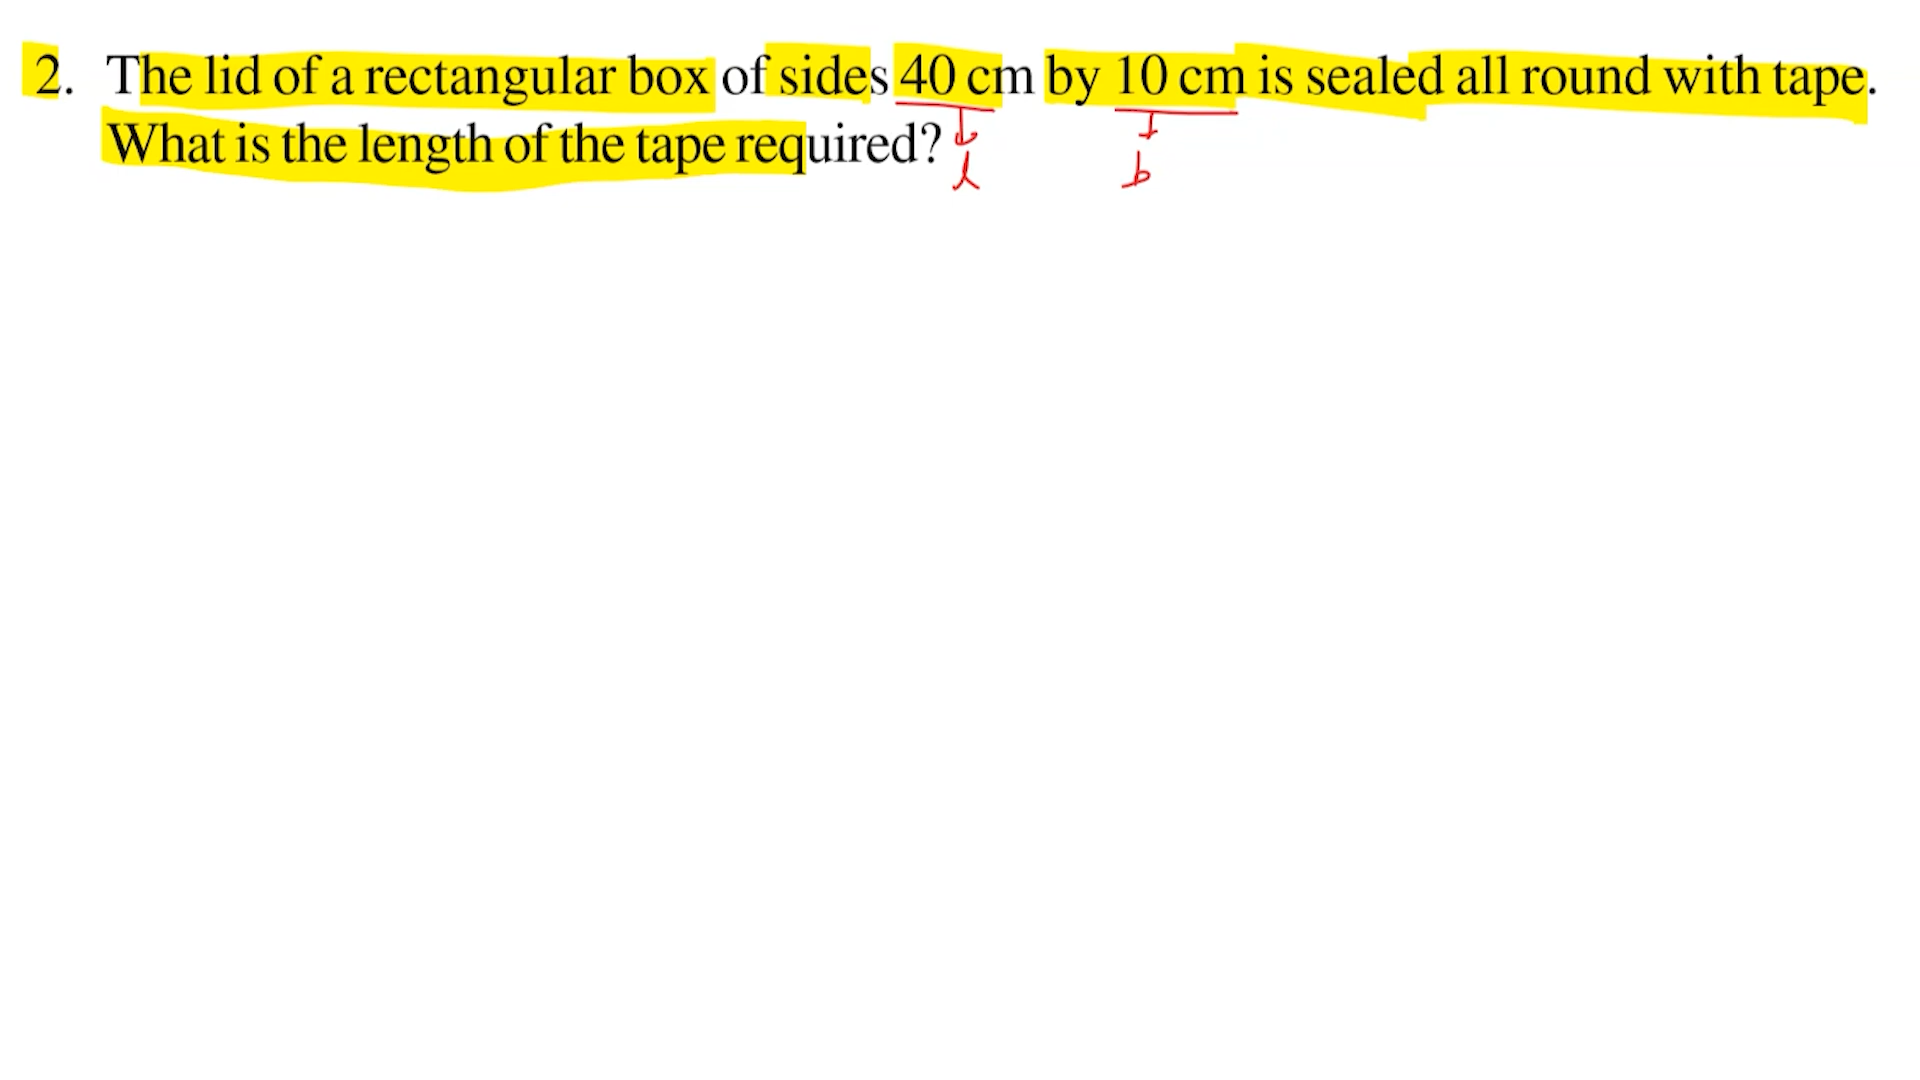 2. The lid of a rectangular box of sides 40 cm by 10 cm is sealed all round with tape.
What is the length of the tape required?
l b